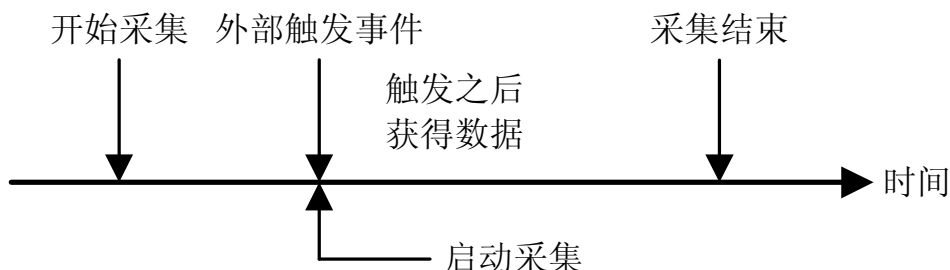 开始采集
外部触发事件
采集结束
触发之后
获得数据
时间
启动采集